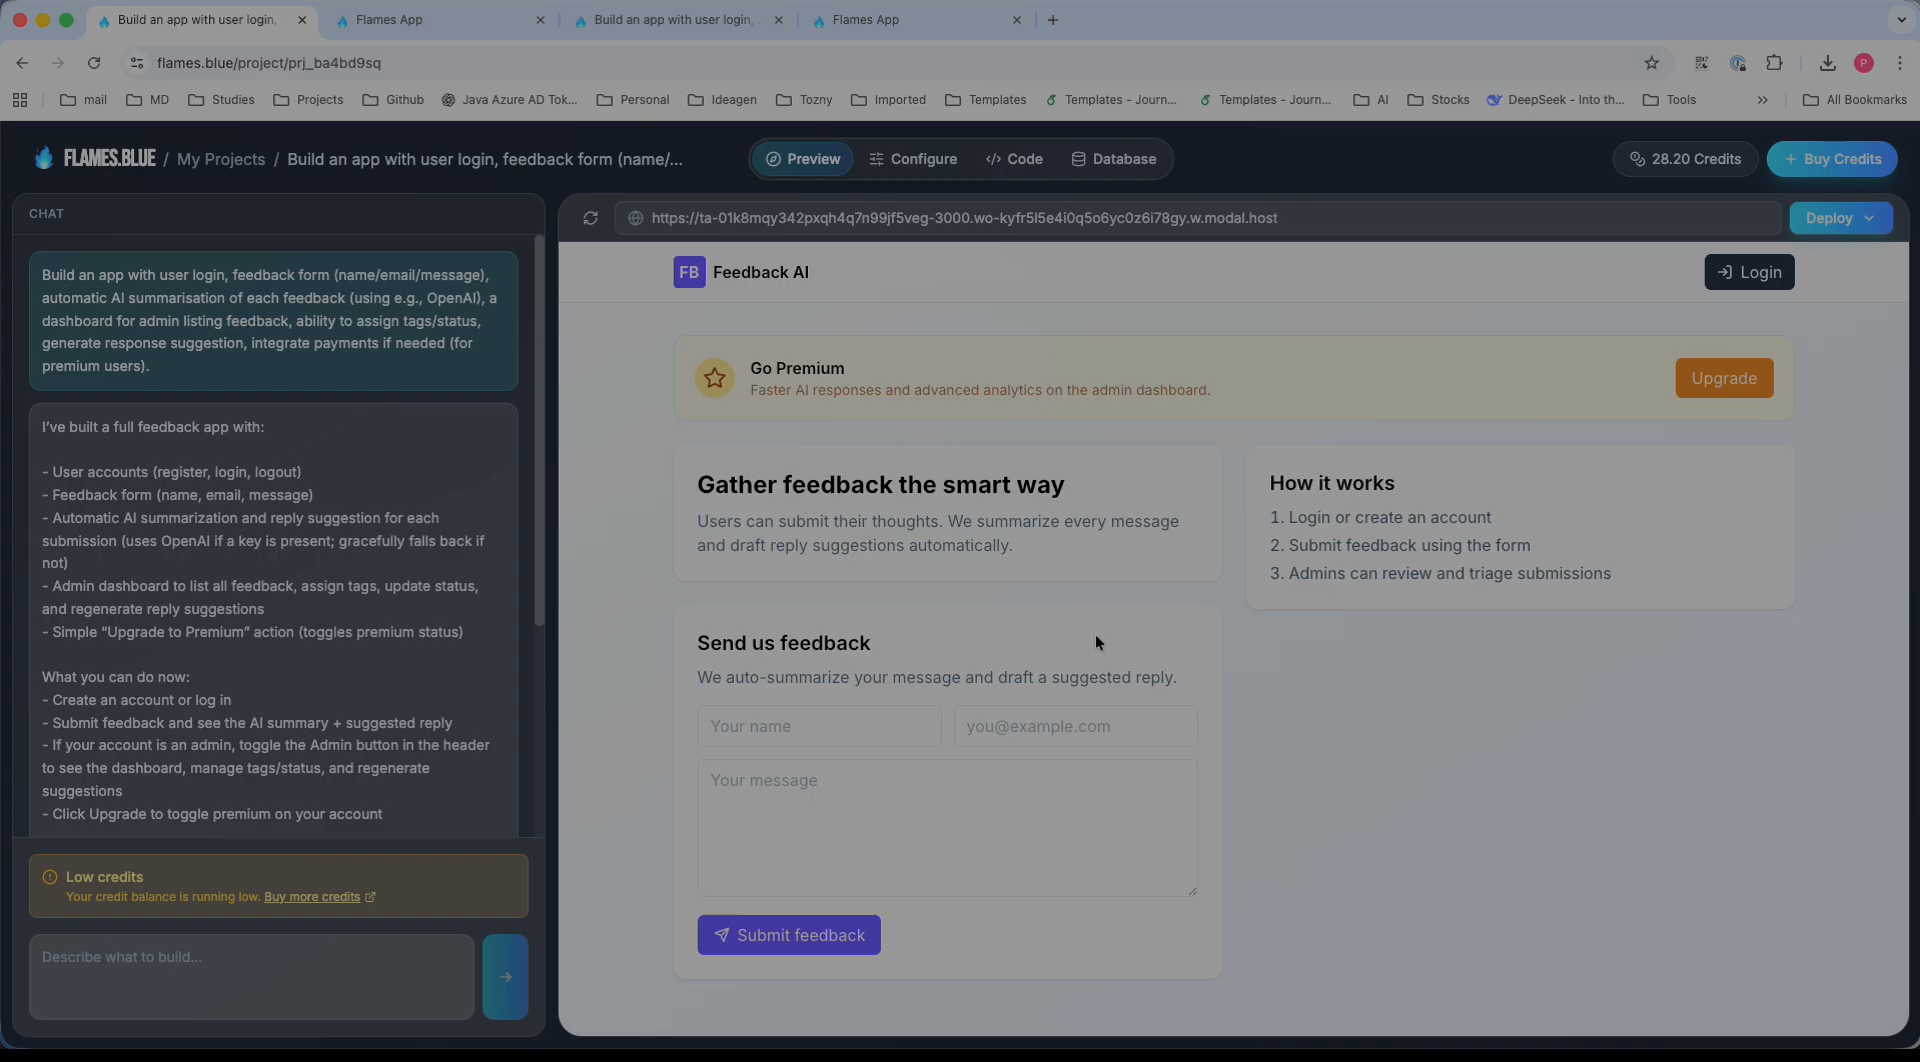 Build an app with user login,
Flames App
Build an app with user login,
Flames App
flames.blue/project/prj_ba4bd9sq
P
mail
MD
Studies
Projects
Github
Java Azure AD Tok...
Personal
Ideagen
Tozny
Imported
Templates
Templates - Journ...
Templates - Journ...
AI
Stocks
DeepSeek - Into th...
Tools
All Bookmarks
FLAMES.BLUE / My Projects / Build an app with user login, feedback form (name/...
Preview
Configure
Code
Database
28.20 Credits
+ Buy Credits
CHAT
https://ta-01k8mqy342pxqh4q7n99jf5veg-3000.wo-kyfr5l5e4i0q5o6yc0z6i78gy.w.modal.host
Deploy
Build an app with user login, feedback form (name/email/message),
automatic AI summarisation of each feedback (using e.g., OpenAI), a
dashboard for admin listing feedback, ability to assign tags/status,
generate response suggestion, integrate payments if needed (for
premium users).
I've built a full feedback app with:
- User accounts (register, login, logout)
- Feedback form (name, email, message)
- Automatic AI summarization and reply suggestion for each
submission (uses OpenAI if a key is present; gracefully falls back if
not)
- Admin dashboard to list all feedback, assign tags, update status,
and regenerate reply suggestions
- Simple “Upgrade to Premium” action (toggles premium status)
What you can do now:
- Create an account or log in
- Submit feedback and see the AI summary + suggested reply
- If your account is an admin, toggle the Admin button in the header
to see the dashboard, manage tags/status, and regenerate
suggestions
- Click Upgrade to toggle premium on your account
Low credits
Your credit balance is running low. Buy more credits
Describe what to build...
FB Feedback AI
Login
Go Premium
Faster AI responses and advanced analytics on the admin dashboard.
Upgrade
Gather feedback the smart way
Users can submit their thoughts. We summarize every message
and draft reply suggestions automatically.
How it works
1. Login or create an account
2. Submit feedback using the form
3. Admins can review and triage submissions
Send us feedback
We auto-summarize your message and draft a suggested reply.
Your name
you@example.com
Your message
Submit feedback